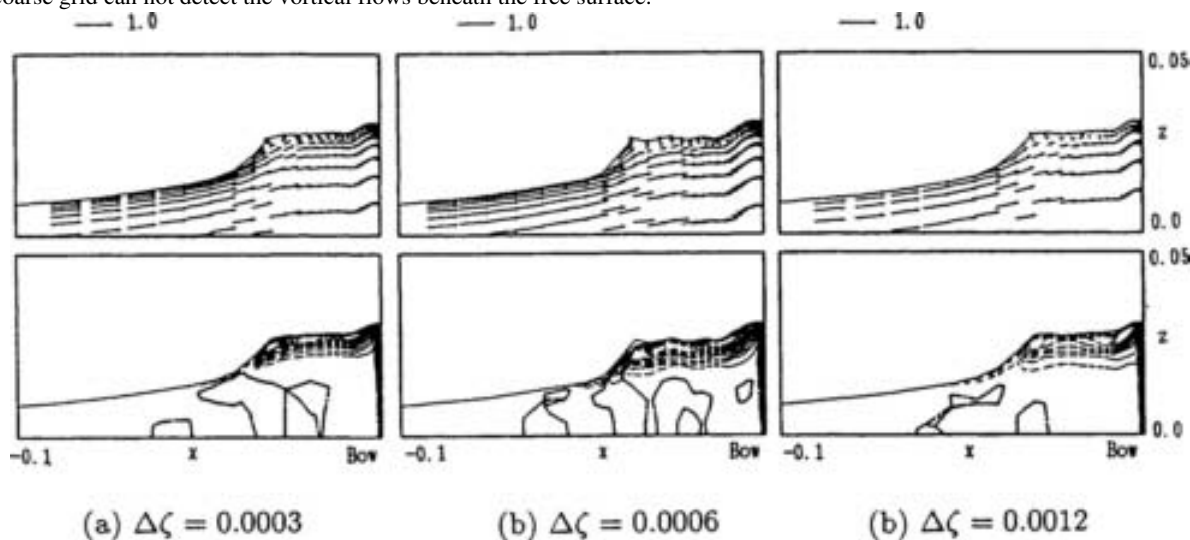 coarse grid can not detect the vortical flows beneath the free surface.
1.0 1.0 1.0
0.05
z
0.0
0.05
z
0.0
-0.1 x Bow -0.1 x Bow -0.1 x Bow
(a) Δζ = 0.0003 (b) Δζ = 0.0006 (b) Δζ = 0.0012